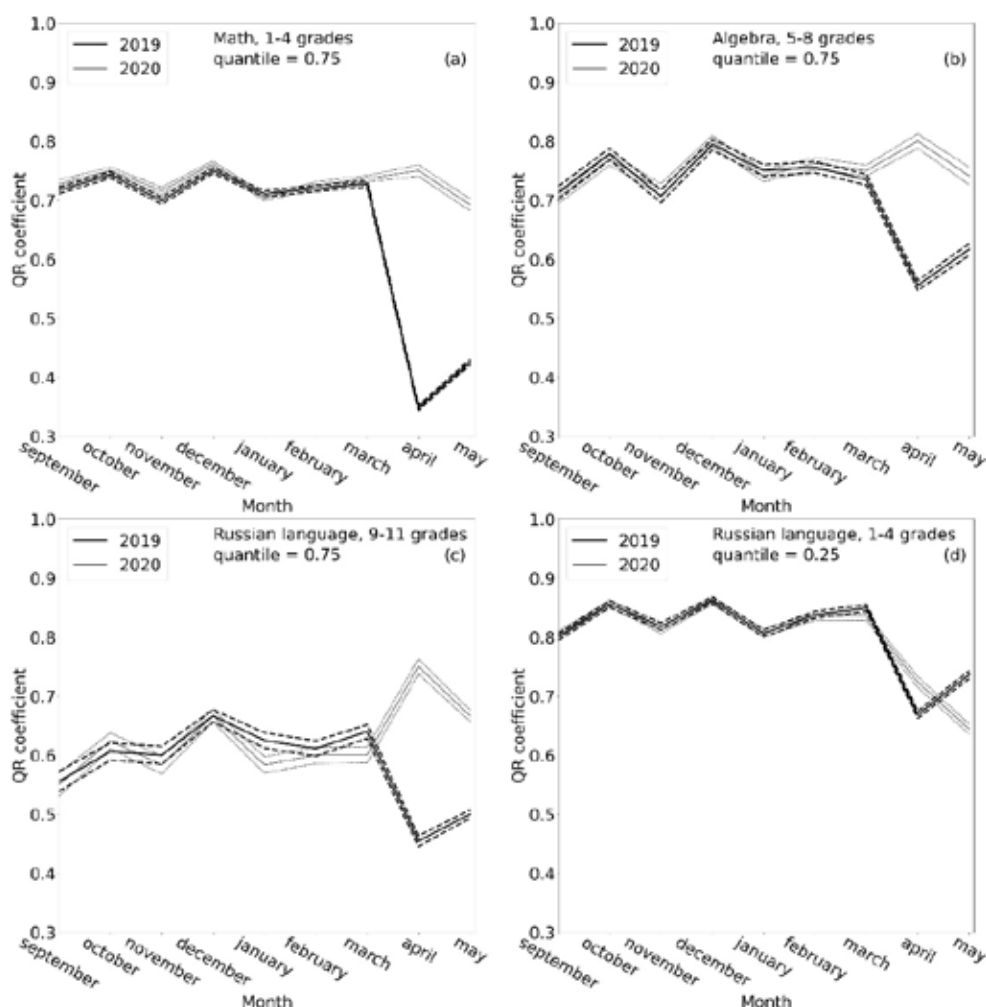 1.0
2019
2020
Math, 1-4 grades
quantile = 0.75
(a)
0.9
0.8
0.7
0.6
0.5
0.4
0.3
QR coefficient
september
october
november
december
january
february
march
april
may
Month
1.0
2019
2020
Algebra, 5-8 grades
quantile = 0.75
(b)
0.9
0.8
0.7
0.6
0.5
0.4
0.3
QR coefficient
september
october
november
december
january
february
march
april
may
Month
1.0
2019
2020
Russian language, 9-11 grades
quantile = 0.75
(c)
0.9
0.8
0.7
0.6
0.5
0.4
0.3
QR coefficient
september
october
november
december
january
february
march
april
may
Month
1.0
2019
2020
Russian language, 1-4 grades
quantile = 0.25
(d)
0.9
0.8
0.7
0.6
0.5
0.4
0.3
QR coefficient
september
october
november
december
january
february
march
april
may
Month